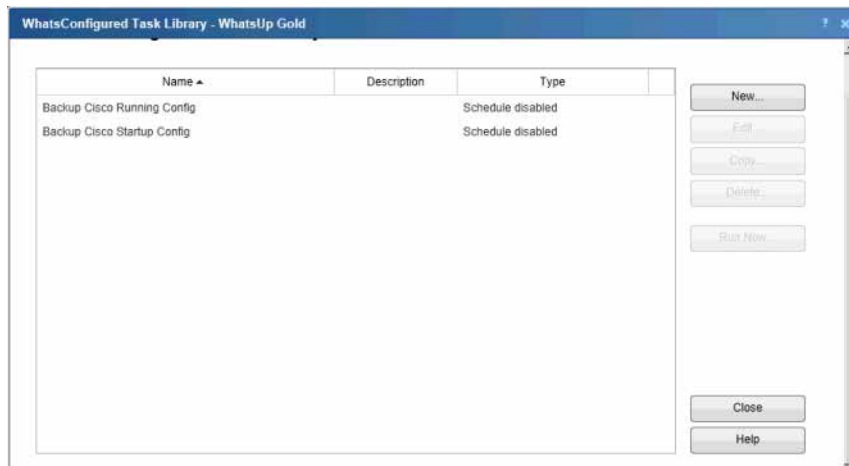 WhatsConfigured Task Library - WhatsUp Gold
? x
Name Description Type
Backup Cisco Running Config Schedule disabled
Backup Cisco Startup Config Schedule disabled
New...
Edit...
Copy...
Delete...
Run Now...
Close
Help